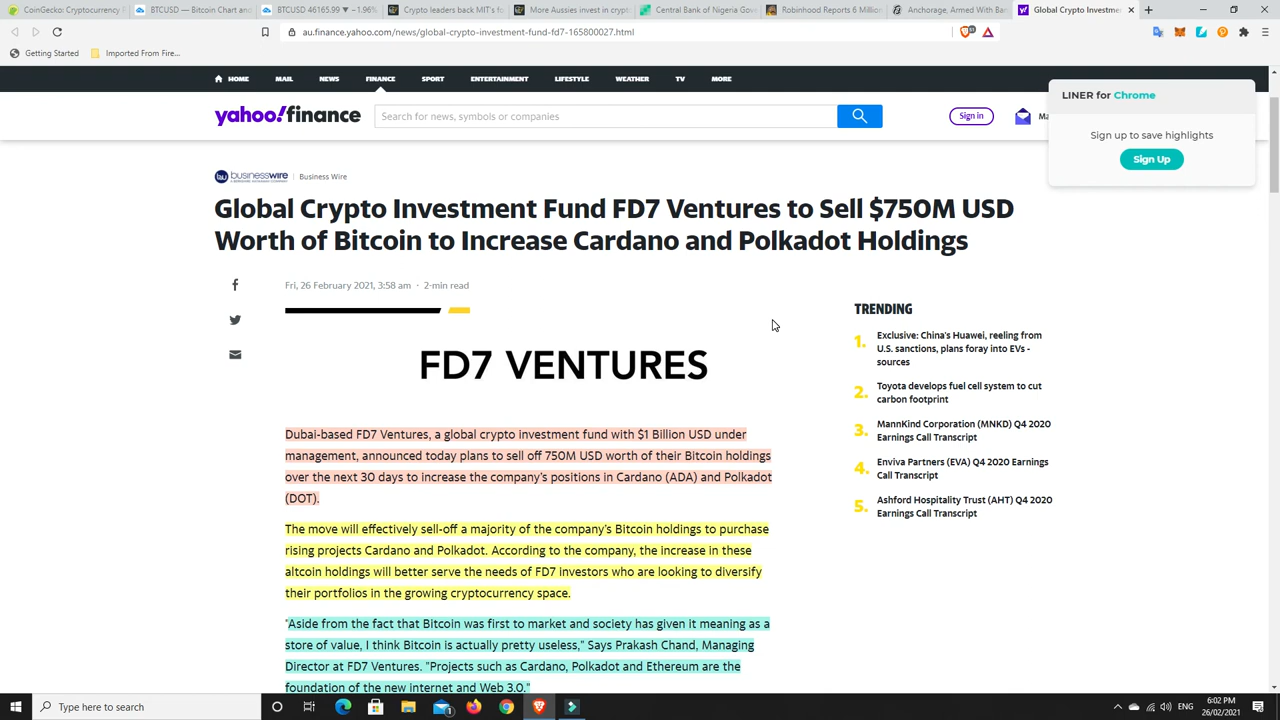 CoinGecko: Cryptocurrency P
BTCUSD — Bitcoin Chart and
BTCUSD 46165.99 ▼ −1.96%
Crypto leaders back MIT's fo
More Aussies invest in crypto
Central Bank of Nigeria Gove
Robinhood Reports 6 Million
Anchorage, Armed With Ban
Global Crypto Investme
au.finance.yahoo.com/news/global-crypto-investment-fund-fd7-165800027.html
Getting Started
Imported From Fire...
HOME MAIL NEWS FINANCE SPORT ENTERTAINMENT LIFESTYLE WEATHER TV MORE
LINER for Chrome
Sign up to save highlights
Sign Up
yahoo!finance
Search for news, symbols or companies
Sign in
Ma
businesswire
Business Wire
Global Crypto Investment Fund FD7 Ventures to Sell $750M USD
Worth of Bitcoin to Increase Cardano and Polkadot Holdings
Fri, 26 February 2021, 3:58 am · 2-min read
FD7 VENTURES
Dubai-based FD7 Ventures, a global crypto investment fund with $1 Billion USD under
management, announced today plans to sell off 750M USD worth of their Bitcoin holdings
over the next 30 days to increase the company's positions in Cardano (ADA) and Polkadot
(DOT).
The move will effectively sell-off a majority of the company's Bitcoin holdings to purchase
rising projects Cardano and Polkadot. According to the company, the increase in these
altcoin holdings will better serve the needs of FD7 investors who are looking to diversify
their portfolios in the growing cryptocurrency space.
"Aside from the fact that Bitcoin was first to market and society has given it meaning as a
store of value, I think Bitcoin is actually pretty useless," Says Prakash Chand, Managing
Director at FD7 Ventures. "Projects such as Cardano, Polkadot and Ethereum are the
foundation of the new internet and Web 3.0."
TRENDING
1. Exclusive: China's Huawei, reeling from
U.S. sanctions, plans foray into EVs -
sources
2. Toyota develops fuel cell system to cut
carbon footprint
3. MannKind Corporation (MNKD) Q4 2020
Earnings Call Transcript
4. Enviva Partners (EVA) Q4 2020 Earnings
Call Transcript
5. Ashford Hospitality Trust (AHT) Q4 2020
Earnings Call Transcript
Type here to search
ENG
6:02 PM
26/02/2021